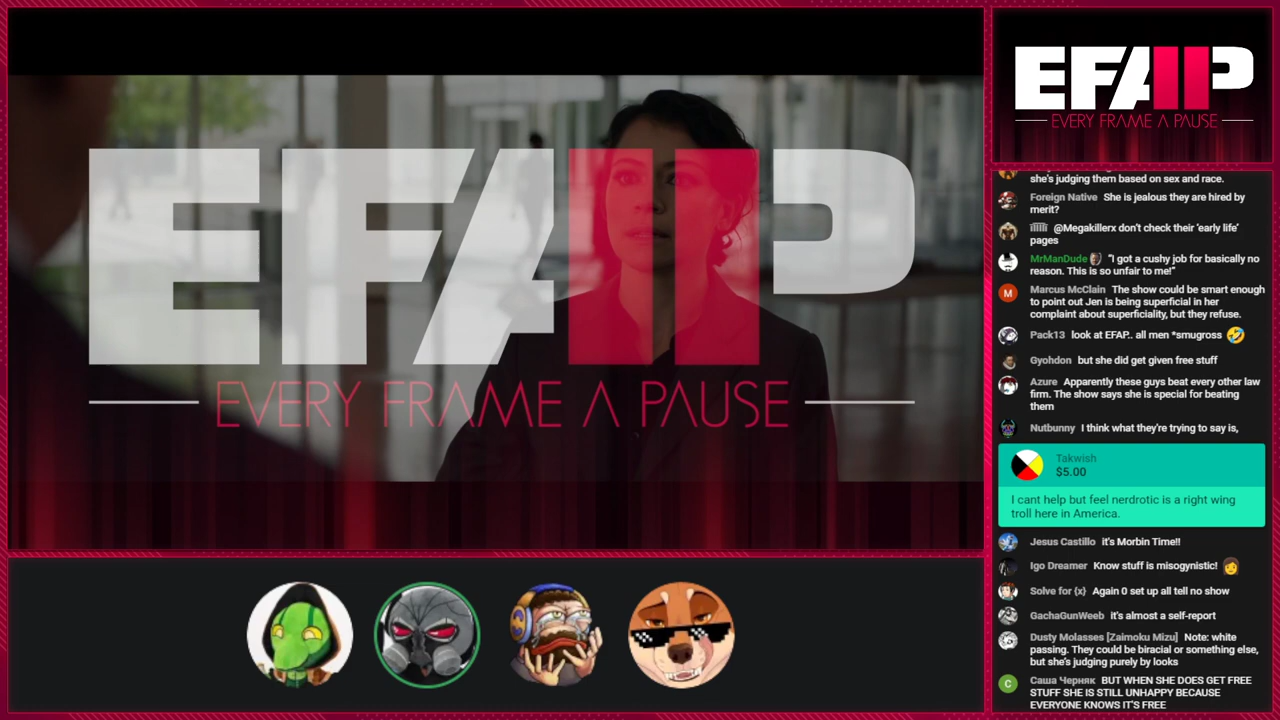 EFAP
EVERY FRAME A PAUSE
EFAP
EVERY FRAME A PAUSE
she's judging them based on sex and race.
Foreign Native She is jealous they are hired by
merit?
@Megakillerx don't check their 'early life'
pages
MrManDude "I got a cushy job for basically no
reason. This is so unfair to me!"
M
Marcus McClain The show could be smart enough
to point out Jen is being superficial in her
complaint about superficiality, but they refuse.
Pack13 look at EFAP.. all men *smugross
Gyohdon but she did get given free stuff
Azure Apparently these guys beat every other law
firm. The show says she is special for beating
them
Nutbunny I think what they're trying to say is,
Takwish
$5.00
I cant help but feel nerdrotic is a right wing
troll here in America.
Jesus Castillo it's Morbin Time!!
Igo Dreamer Know stuff is misogynistic!
Solve for {x} Again 0 set up all tell no show
GachaGunWeeb It's almost a self-report
Dusty Molasses [Zaimoku Mizu] Note: white
passing. They could be biracial or something else,
but she's judging purely by looks
C
Саша Черняк BUT WHEN SHE DOES GET FREE
STUFF SHE IS STILL UNHAPPY BECAUSE
EVERYONE KNOWS IT'S FREE